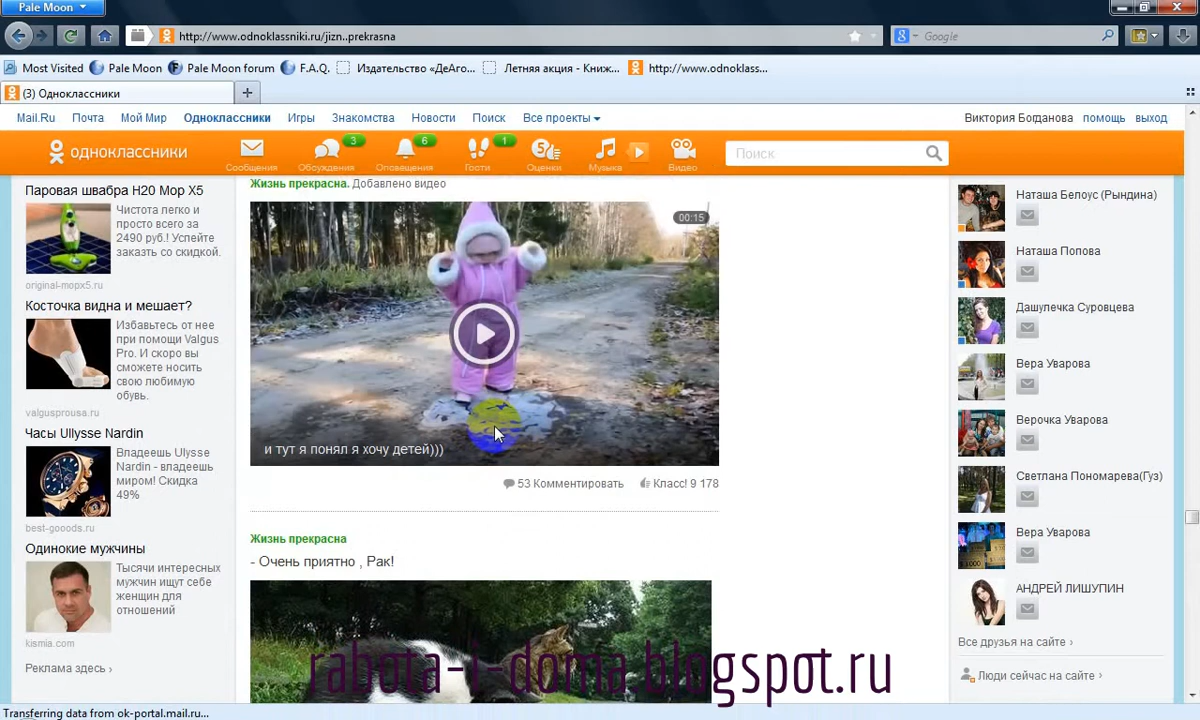 Pale Moon
http://www.odnoklassniki.ru/jizn..prekrasna
Google
Most Visited
Pale Moon
Pale Moon forum
F.A.Q.
Издательство «ДеАго...
Летняя акция - Книж...
http://www.odnoklass...
(3) Одноклассники
Mail.Ru
Почта
Мой Мир
Одноклассники
Игры
Знакомства
Новости
Поиск
Все проекты
Виктория Богданова
помощь
выход
одноклассники
Сообщения
3
Обсуждения
6
Оповещения
1
Гости
5
Оценки
Музыка
Видео
Поиск
Паровая швабра H20 Mop X5
Чистота легко и
просто всего за
2490 руб.! Успейте
заказть со скидкой.
original-mopx5.ru
Косточка видна и мешает?
Избавьтесь от нее
при помощи Valgus
Pro. И скоро вы
сможете носить
свою любимую
обувь.
valgusprousa.ru
Часы Ullysse Nardin
Владеешь Ulysse
Nardin - владеешь
миром! Скидка
49%
best-gooods.ru
Одинокие мужчины
Тысячи интересных
мужчин ищут себе
женщин для
отношений
kismia.com
Реклама здесь ›
Жизнь прекрасна. Добавлено видео
00:15
и тут я понял я хочу детей)))
53 Комментировать
Класс! 9 178
Жизнь прекрасна
- Очень приятно , Рак!
Наташа Белоус (Рындина)
Наташа Попова
Дашулечка Суровцева
Вера Уварова
Верочка Уварова
Светлана Пономарева(Гуз)
Вера Уварова
АНДРЕЙ ЛИШУПИН
Все друзья на сайте ›
Люди сейчас на сайте ›
rabota-i-doma.blogspot.ru
Transferring data from ok-portal.mail.ru...